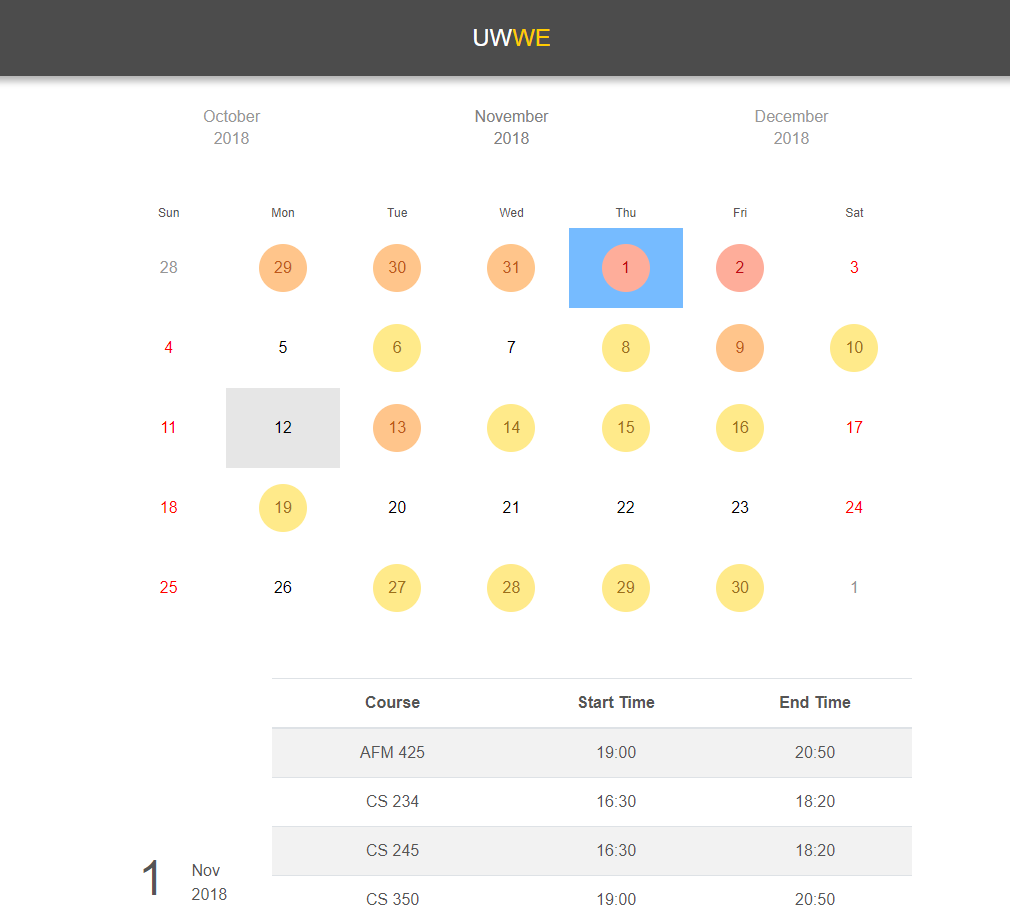 UWWE
October November December
2018 2018 2018
Sun Mon Tue Wed Thu Fri Sat
28 29 30 31 1 2 3
4 5 6 7 8 9 10
11 12 13 14 15 16 17
18 19 20 21 22 23 24
25 26 27 28 29 30 1
Course Start Time End Time
AFM 425 19:00 20:50
CS 234 16:30 18:20
CS 245 16:30 18:20
CS 350 19:00 20:50
1 Nov
2018